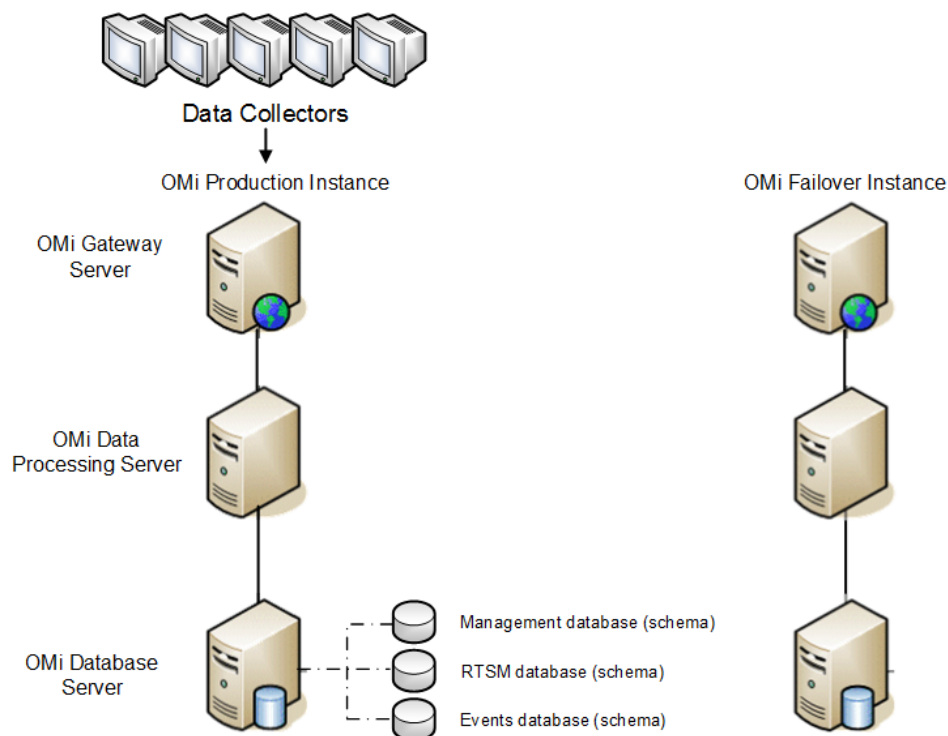 Data Collectors
OMi Production Instance
OMi Failover Instance
OMi Gateway
Server
OMi Data
Processing Server
OMi Database
Server
Management database (schema)
RTSM database (schema)
Events database (schema)